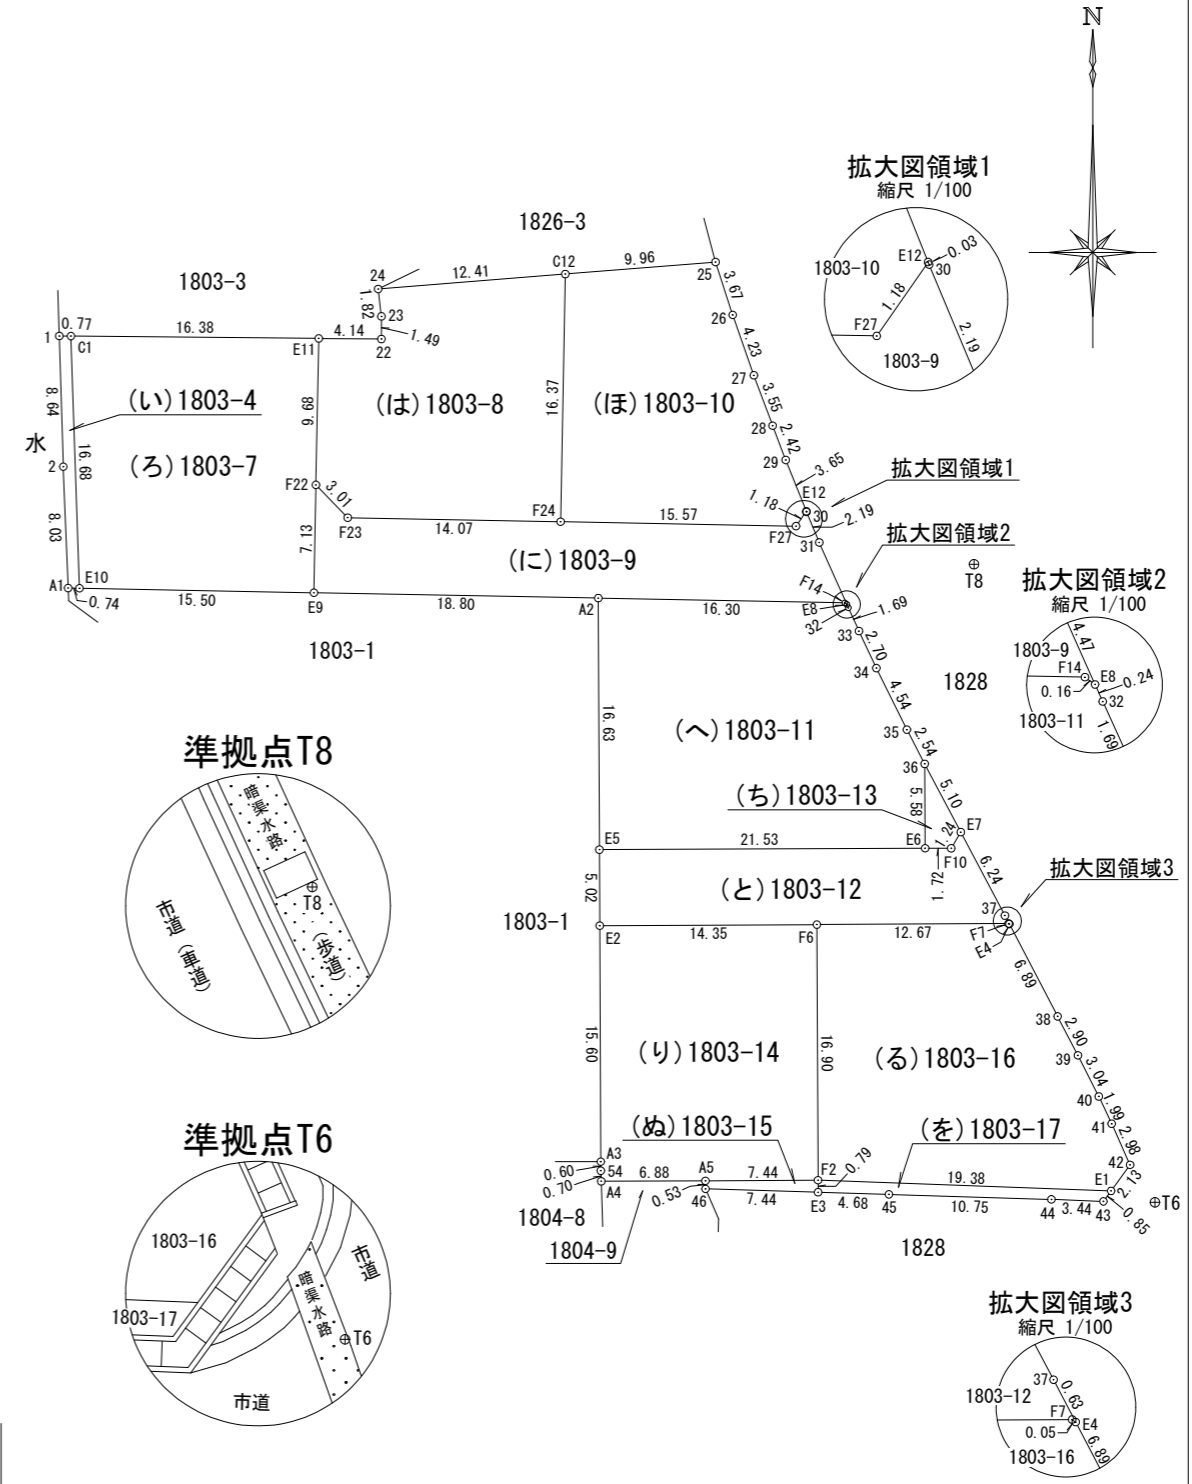 N
拡大図領域1
縮尺 1/100
E12
0.03
30
1803-10
1.18
F27
2.19
1803-9
1826-3
1803-3
24
12.41
C12
9.96
25
1.82
23
3.67
1
0.77
16.38
4.14
1.49
26
C1
E11
22
4.23
27
8.64
(い)1803-4
9.68
(は)1803-8
16.37
(ほ)1803-10
3.55
28
2.42
水
2
16.68
(ろ)1803-7
29
3.65
拡大図領域1
F22
3.01
E12
1.18
30
8.03
F23
14.07
F24
15.57
F27
2.19
31
拡大図領域2
7.13
(に)1803-9
T8
A1
E10
0.74
15.50
E9
18.80
A2
16.30
F14
E8
32
1.69
33
2.70
34
1803-1
拡大図領域2
縮尺 1/100
4.47
1803-9
F14
E8
0.24
0.16
32
1803-11
1.69
1828
4.54
16.63
(へ)1803-11
35
2.54
36
準拠点T8
(ち)1803-13
5.58
5.10
E5
21.53
E6
1.24
E7
F10
1.72
6.24
暗渠水路
T8
市道(車道)
(歩道)
5.02
(と)1803-12
拡大図領域3
1803-1
E2
14.35
F6
12.67
37
F7
E4
6.89
15.60
(り)1803-14
16.90
(る)1803-16
38
2.90
39
3.04
40
1.99
41
2.98
準拠点T6
(ぬ)1803-15
(を)1803-17
42
A3
0.60
54
0.70
A4
6.88
A5
7.44
F2
0.79
19.38
E1
2.13
0.53
46
7.44
E3
4.68
45
10.75
44
3.44
43
0.85
T6
1804-8
1804-9
1828
1803-16
市道
暗渠水路
1803-17
T6
市道
拡大図領域3
縮尺 1/100
37
0.63
1803-12
F7
E4
0.05
1803-16
6.89